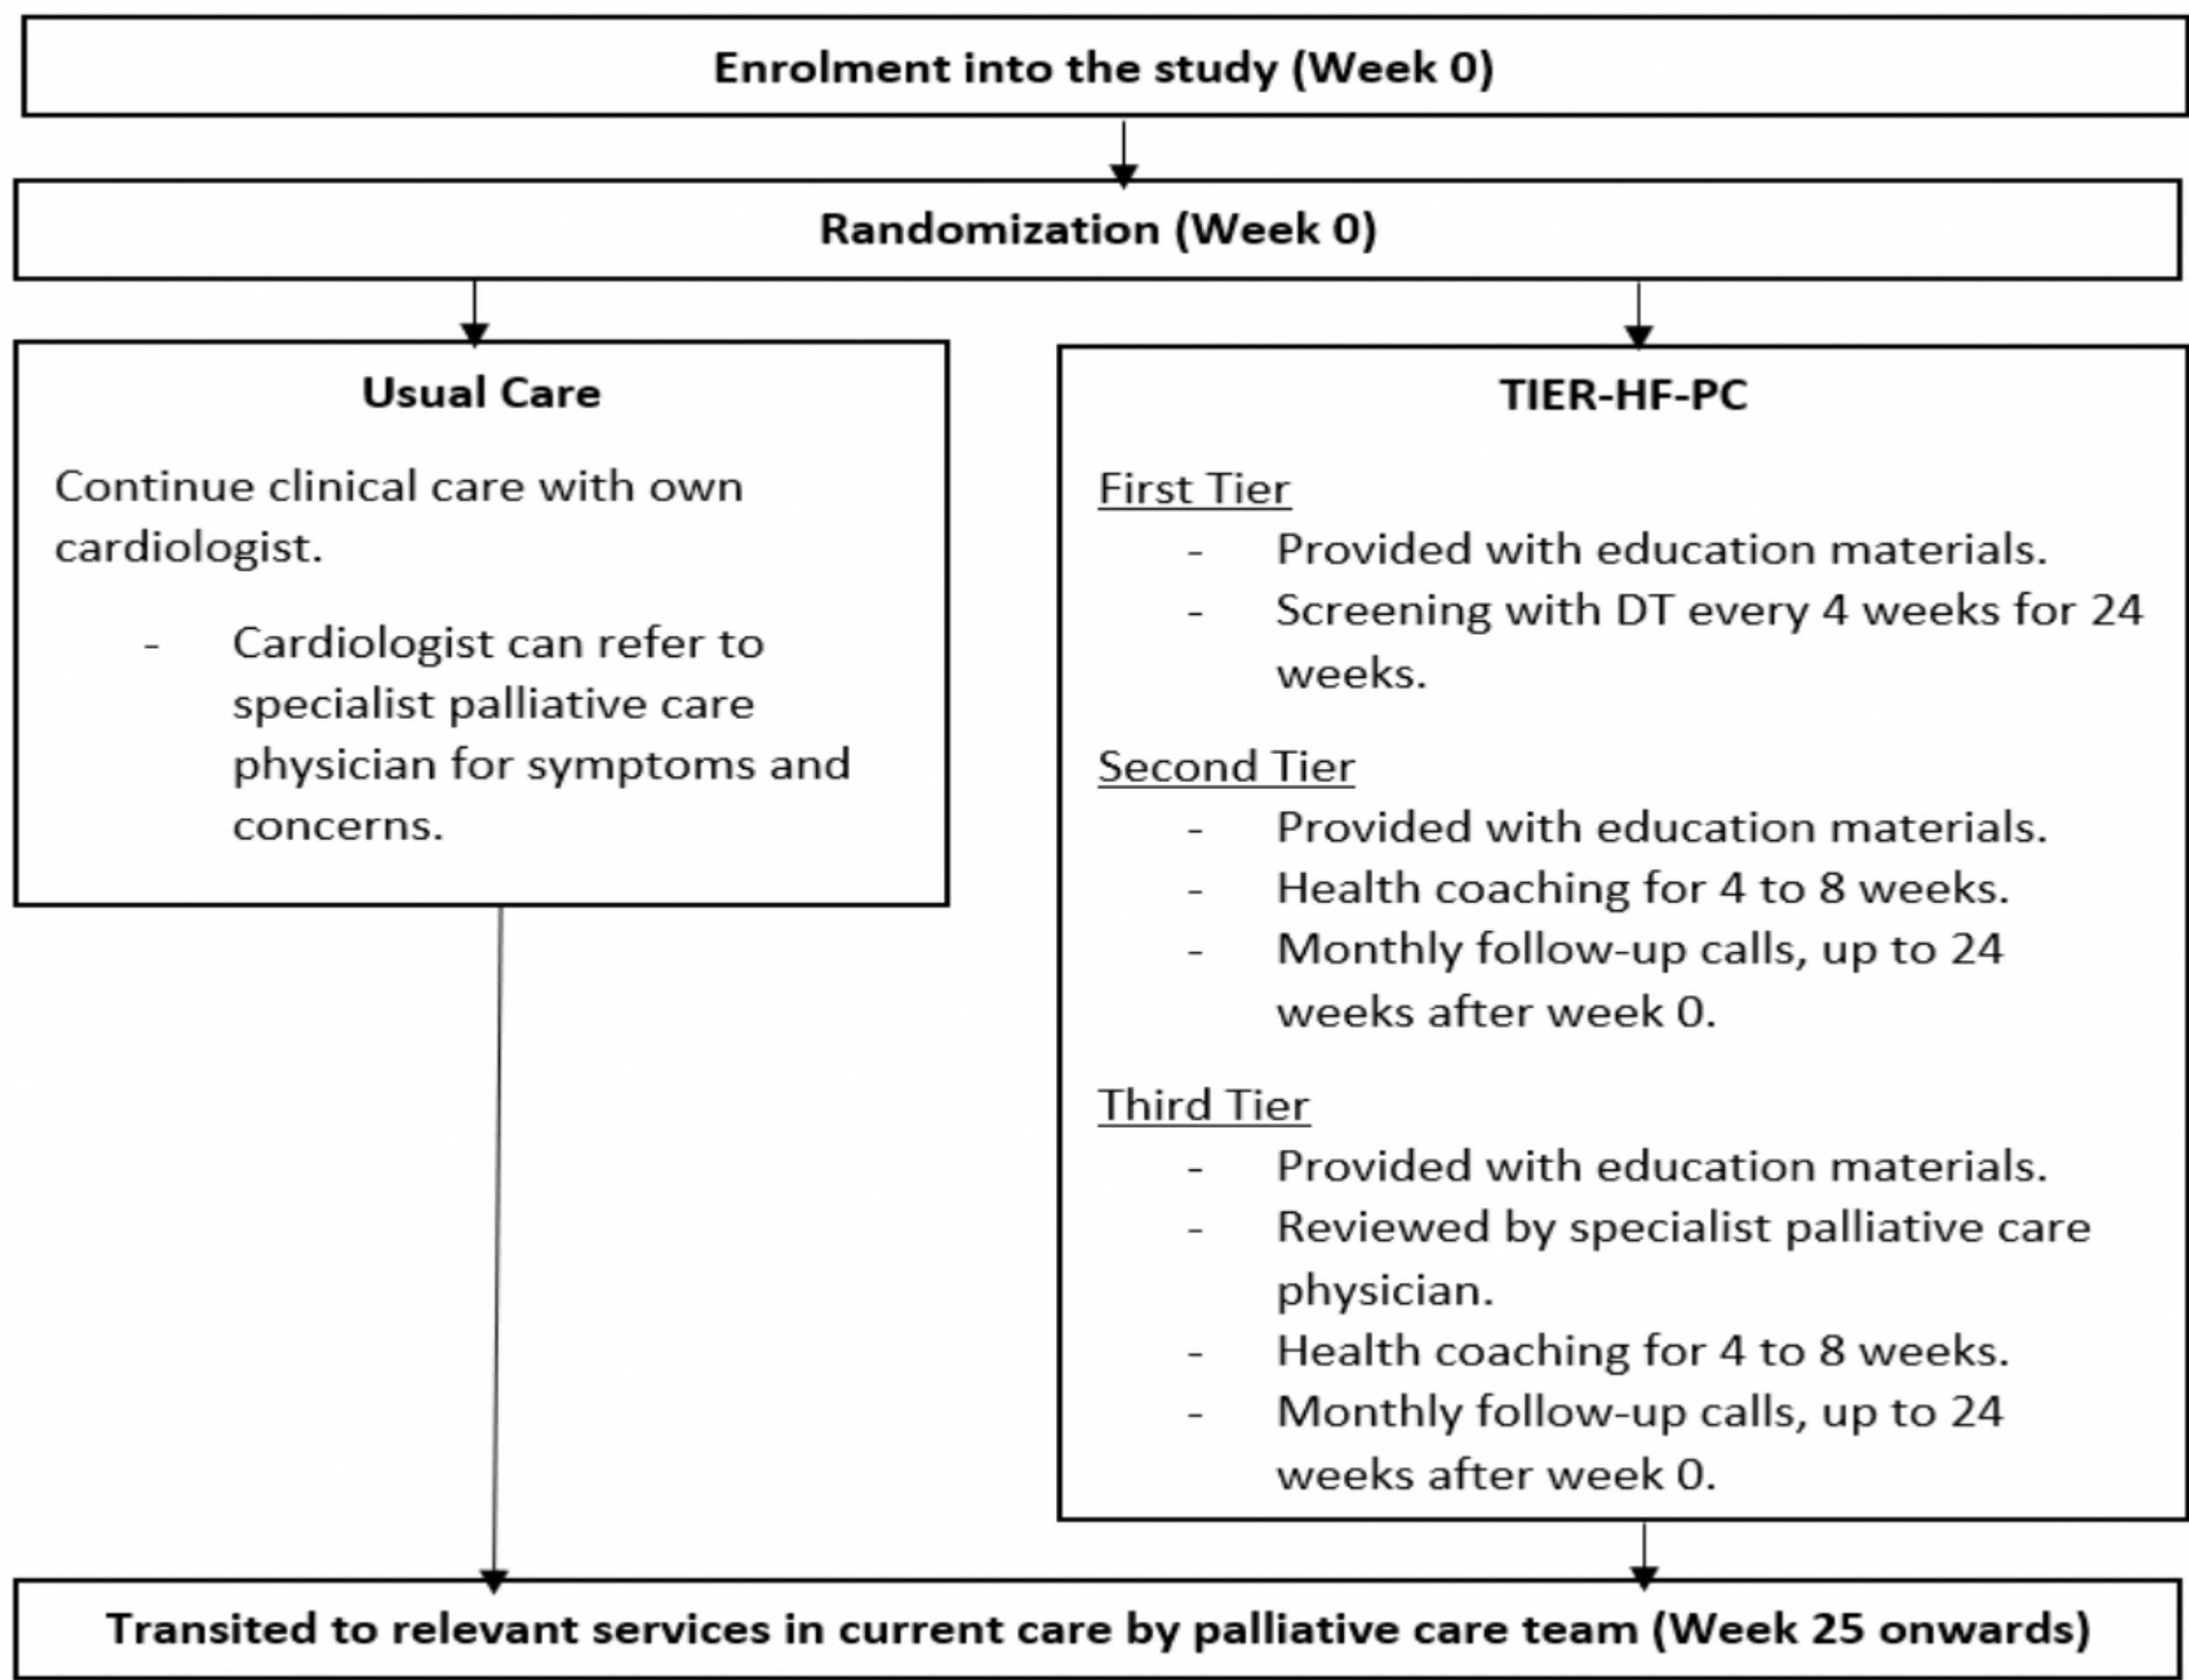 Enrolment into the study (Week 0)
Randomization (Week 0)
Usual Care
Continue clinical care with own
cardiologist.
- Cardiologist can refer to
specialist palliative care
physician for symptoms and
concerns.
TIER-HF-PC
First Tier
- Provided with education materials.
- Screening with DT every 4 weeks for 24
weeks.
Second Tier
- Provided with education materials.
- Health coaching for 4 to 8 weeks.
- Monthly follow-up calls, up to 24
weeks after week 0.
Third Tier
- Provided with education materials.
- Reviewed by specialist palliative care
physician.
- Health coaching for 4 to 8 weeks.
- Monthly follow-up calls, up to 24
weeks after week 0.
Transited to relevant services in current care by palliative care team (Week 25 onwards)